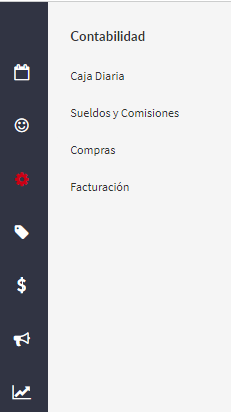 Contabilidad
Caja Diaria
Sueldos y Comisiones
Compras
Facturación